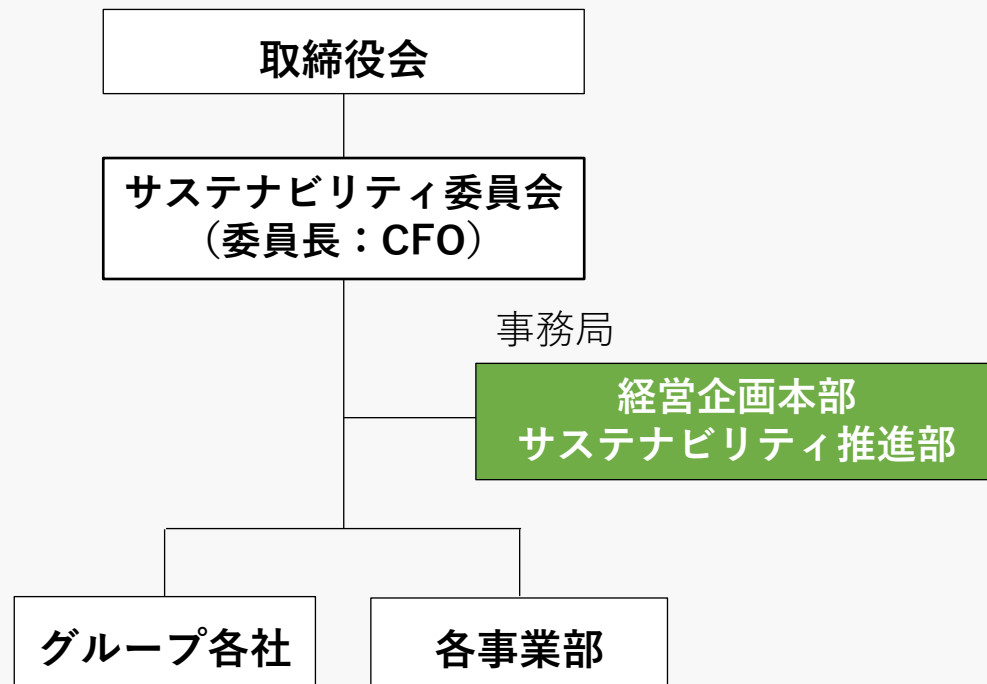 取締役会
サステナビリティ委員会
（委員長：CFO）
事務局
経営企画本部
サステナビリティ推進部
グループ各社
各事業部